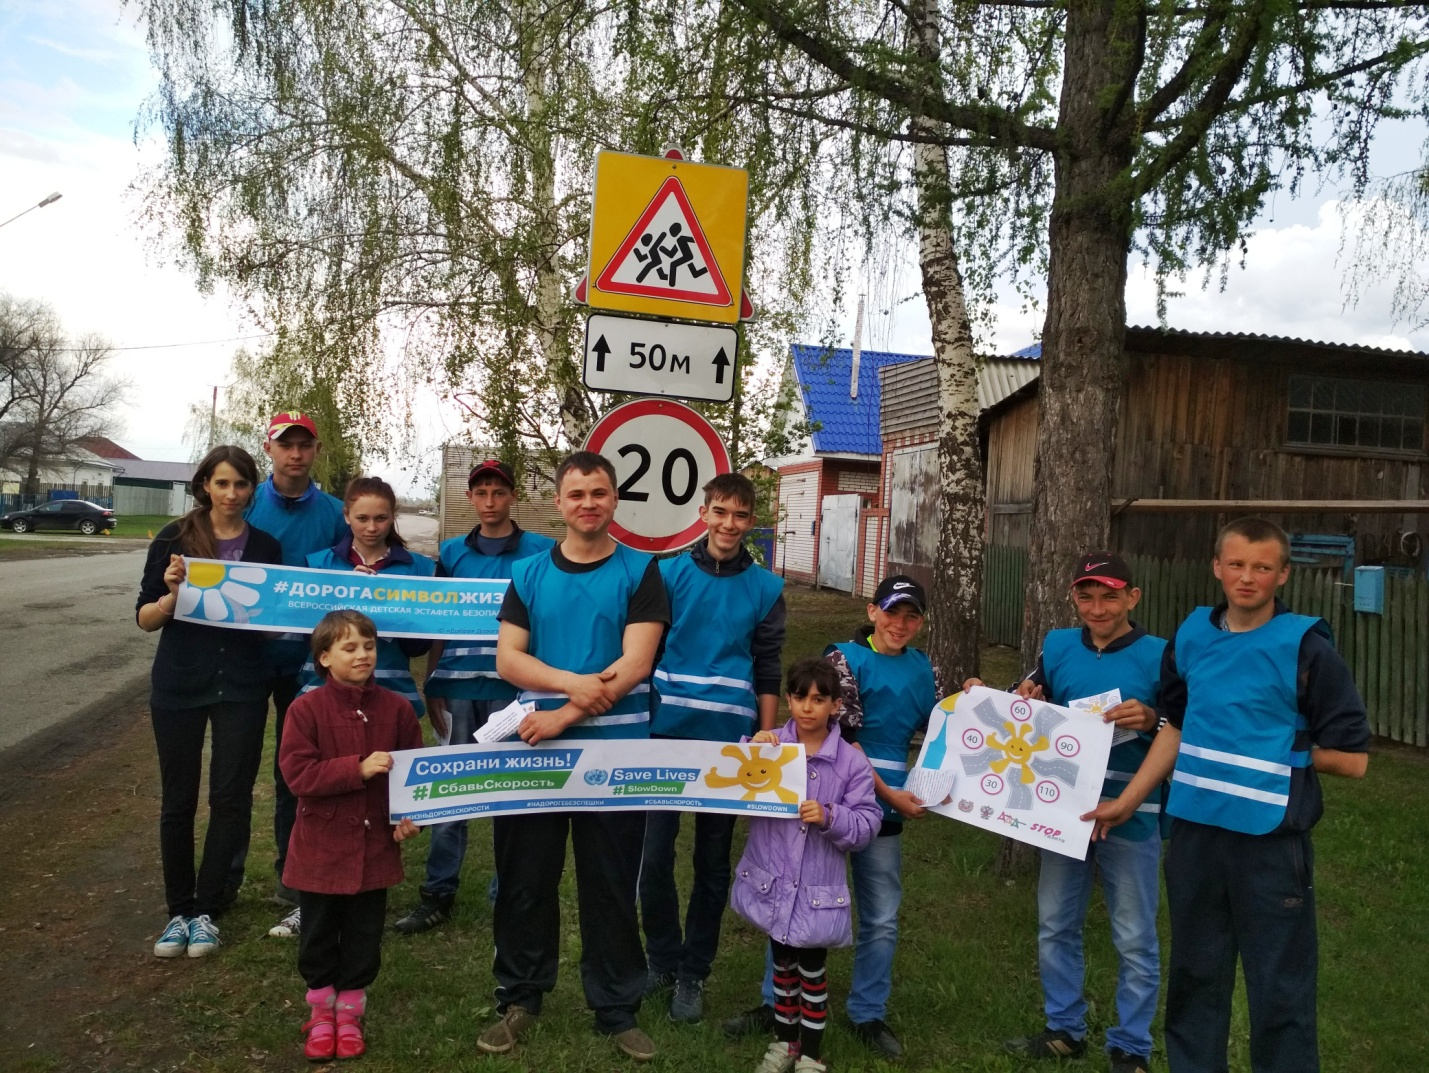 50м
20
#ДОРОГАСИМВОЛЖИЗ
ВСЕРОССИЙСКАЯ ДЕТСКАЯ ЭСТАФЕТА БЕЗОПА
Сохрани жизнь!
#СбавьСкорость
Save Lives
#SlowDown
#ЖИЗНЬДОРОЖЕСКОРОСТИ
#НАДОРОГЕБЕЗСПЕШКИ
#СБАВЬСКОРОСТЬ
#SLOWDOWN
60
40
90
30
110
STOP